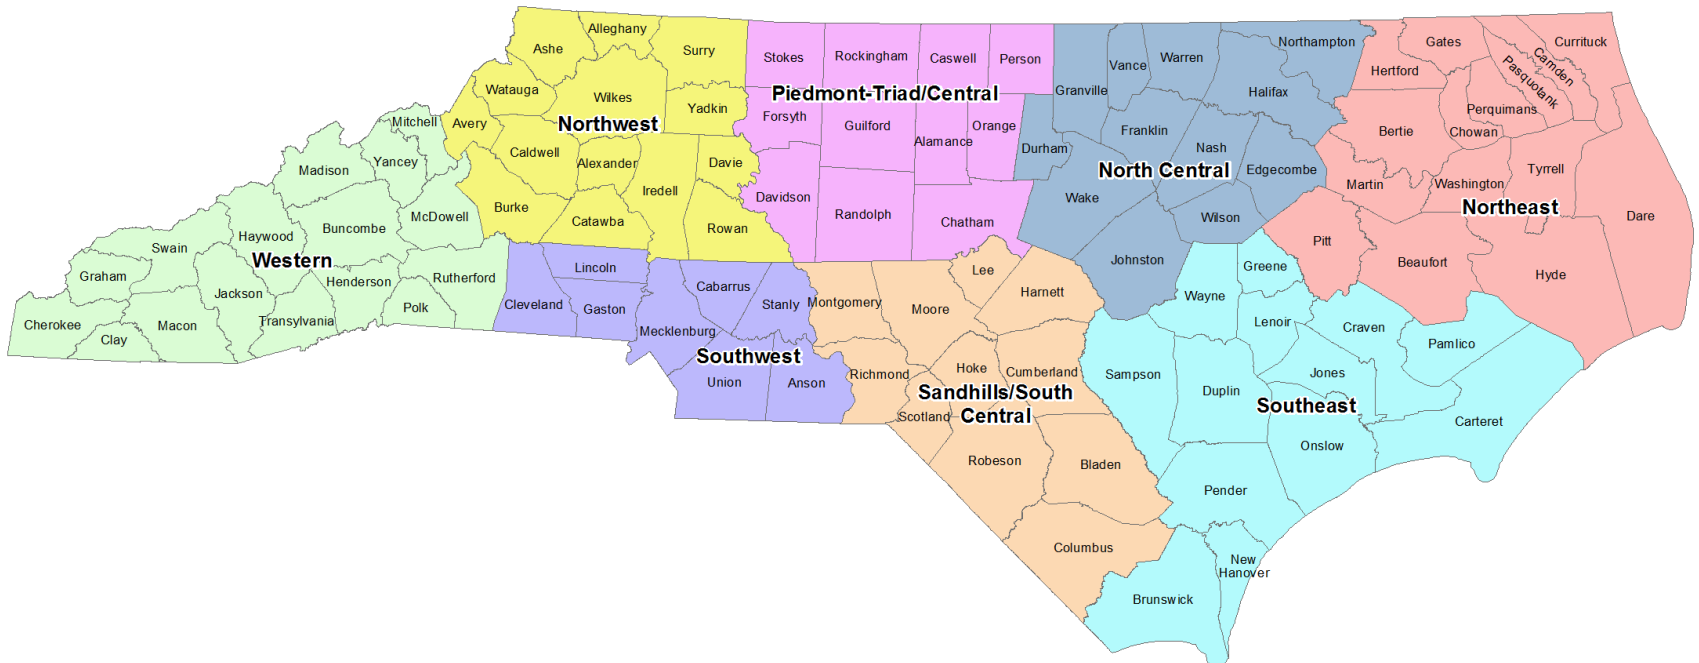 Western
Cherokee
Graham
Clay
Macon
Swain
Jackson
Haywood
Transylvania
Madison
Buncombe
Henderson
Yancey
Mitchell
McDowell
Polk
Rutherford
Northwest
Ashe
Alleghany
Surry
Watauga
Wilkes
Yadkin
Avery
Caldwell
Alexander
Davie
Iredell
Burke
Catawba
Rowan
Southwest
Cleveland
Lincoln
Gaston
Cabarrus
Stanly
Mecklenburg
Union
Anson
Piedmont-Triad/Central
Stokes
Rockingham
Caswell
Person
Forsyth
Guilford
Alamance
Orange
Davidson
Randolph
Chatham
Sandhills/South
Central
Montgomery
Moore
Lee
Harnett
Richmond
Hoke
Cumberland
Scotland
Robeson
Bladen
Columbus
North Central
Granville
Vance
Warren
Northampton
Halifax
Franklin
Durham
Nash
Edgecombe
Wake
Wilson
Johnston
Northeast
Gates
Currituck
Camden
Pasquotank
Hertford
Perquimans
Bertie
Chowan
Martin
Washington
Tyrrell
Dare
Pitt
Beaufort
Hyde
Southeast
Greene
Wayne
Lenoir
Craven
Pamlico
Sampson
Duplin
Jones
Carteret
Onslow
Pender
New
Hanover
Brunswick